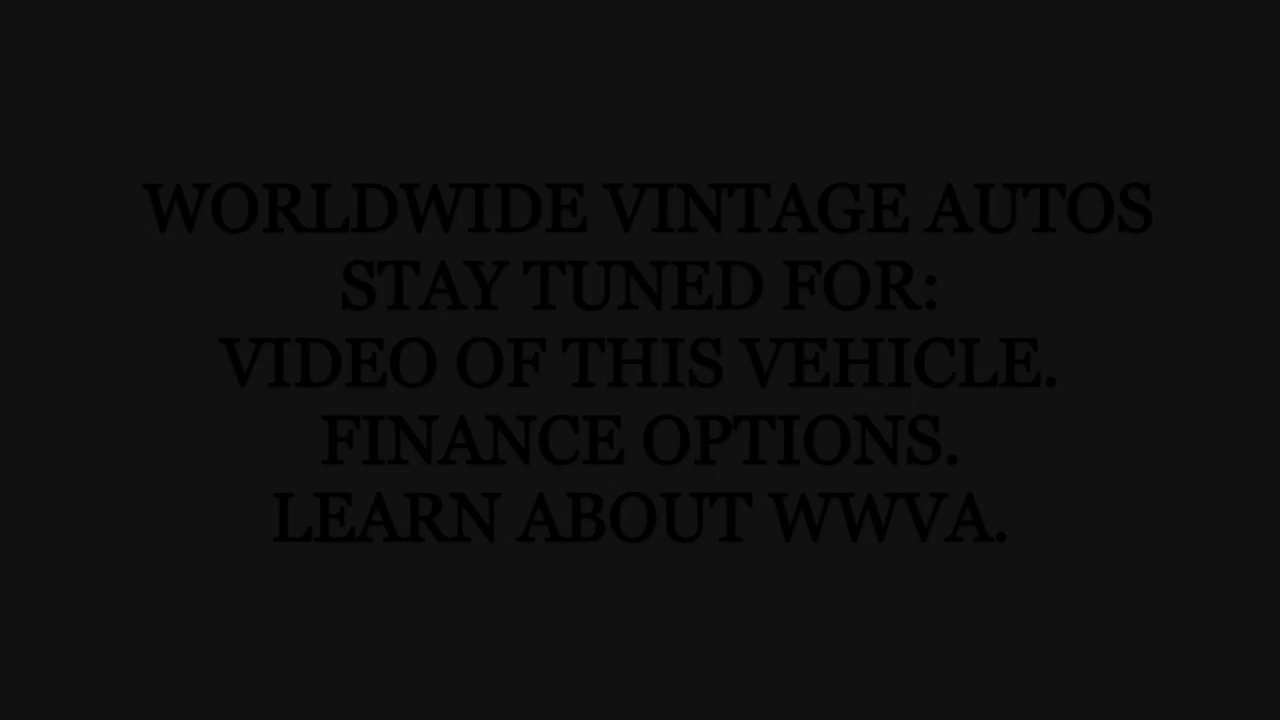 WORLDWIDE VINTAGE AUTOS
STAY TUNED FOR:
VIDEO OF THIS VEHICLE.
FINANCE OPTIONS.
LEARN ABOUT WWVA.